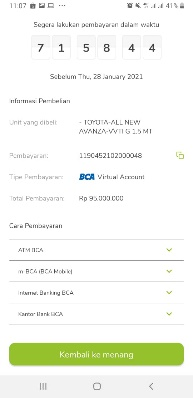 11:07 41%
Segera lakukan pembayaran dalam waktu
7 1 5 8 4 4
Sebelum Thu, 28 January 2021
Informasi Pembelian
Unit yang dibeli: - TOYOTA-ALL NEW
AVANZA-VVTI G 1.5 MT
Pembayaran: 1190452102000048
Tipe Pembayaran: BCA Virtual Account
Total Pembayaran: Rp 95.000.000
Cara Pembayaran
ATM BCA
m-BCA (BCA Mobile)
Internet Banking BCA
Kantor Bank BCA
Kembali ke menang